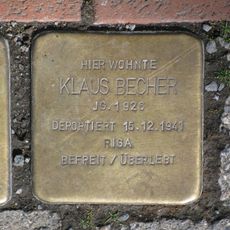 HIER WOHNTE
KLAUS BECHER
JG. 1926
DEPORTIERT 15.12.1941
RIGA
BEFREIT / ÜBERLEBT